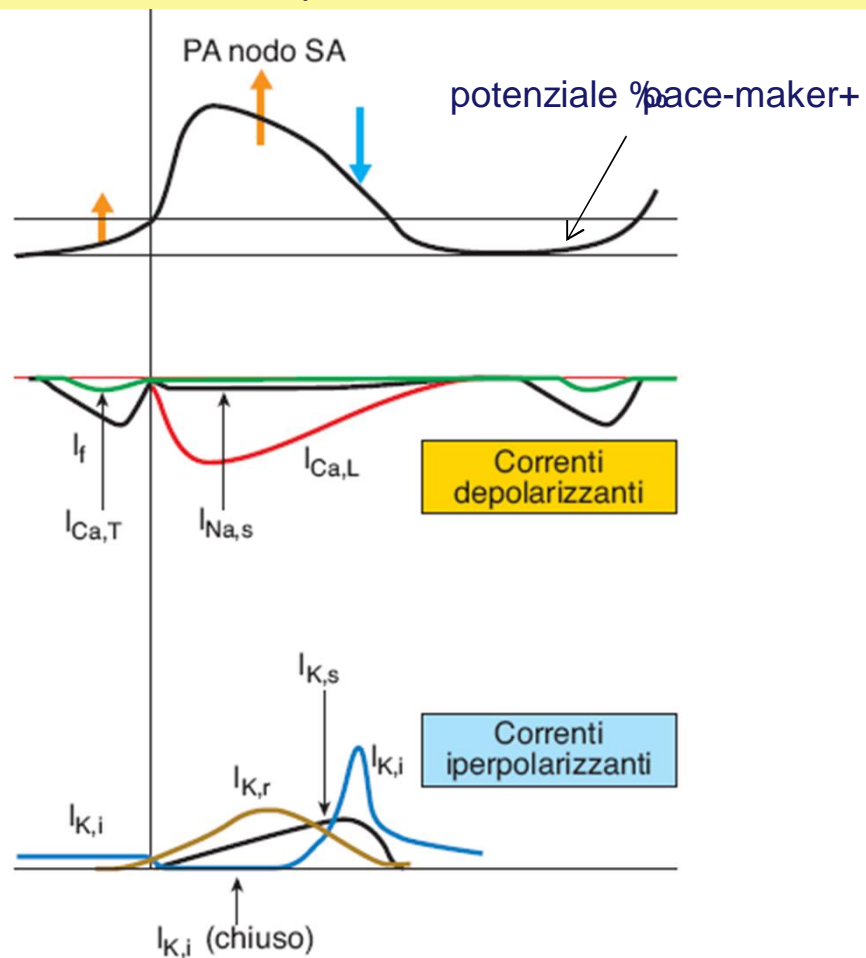 PA nodo SA
potenziale %pace-maker+
I_f
I_Ca,T
I_Na,s
I_Ca,L
Correnti
depolarizzanti
I_K,s
Correnti
iperpolarizzanti
I_K,i
I_K,r
I_K,i
I_K,i (chiuso)